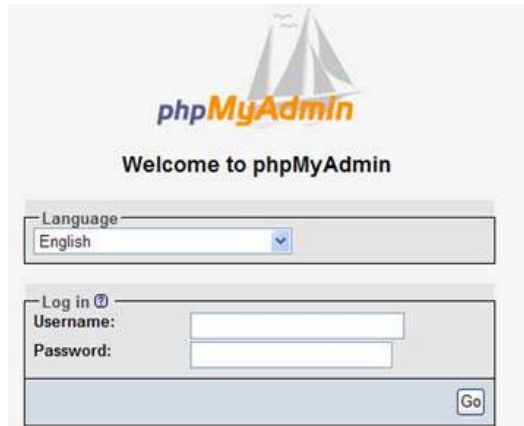 phpMyAdmin
Welcome to phpMyAdmin
Language
English
Log in
Username:
Password:
Go